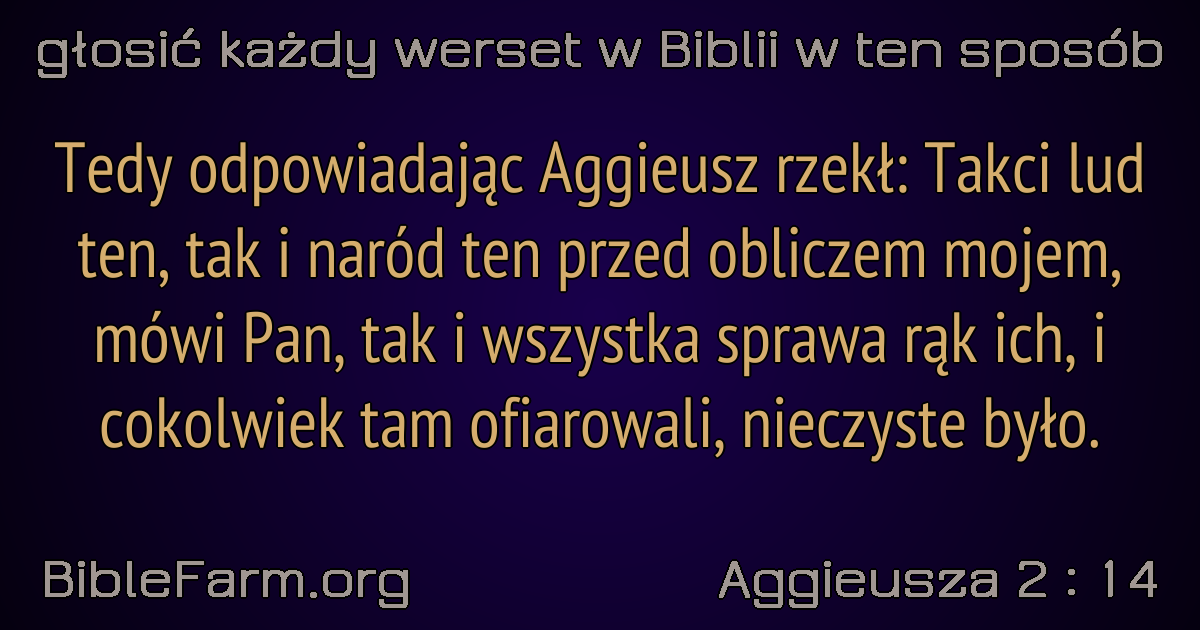 głosić każdy werset w Biblii w ten sposób
Tedy odpowiadając Aggieusz rzekł: Takci lud
ten, tak i naród ten przed obliczem mojem,
mówi Pan, tak i wszystka sprawa rąk ich, i
cokolwiek tam ofiarowali, nieczyste było.
BibleFarm.org
Aggieusza 2 : 14